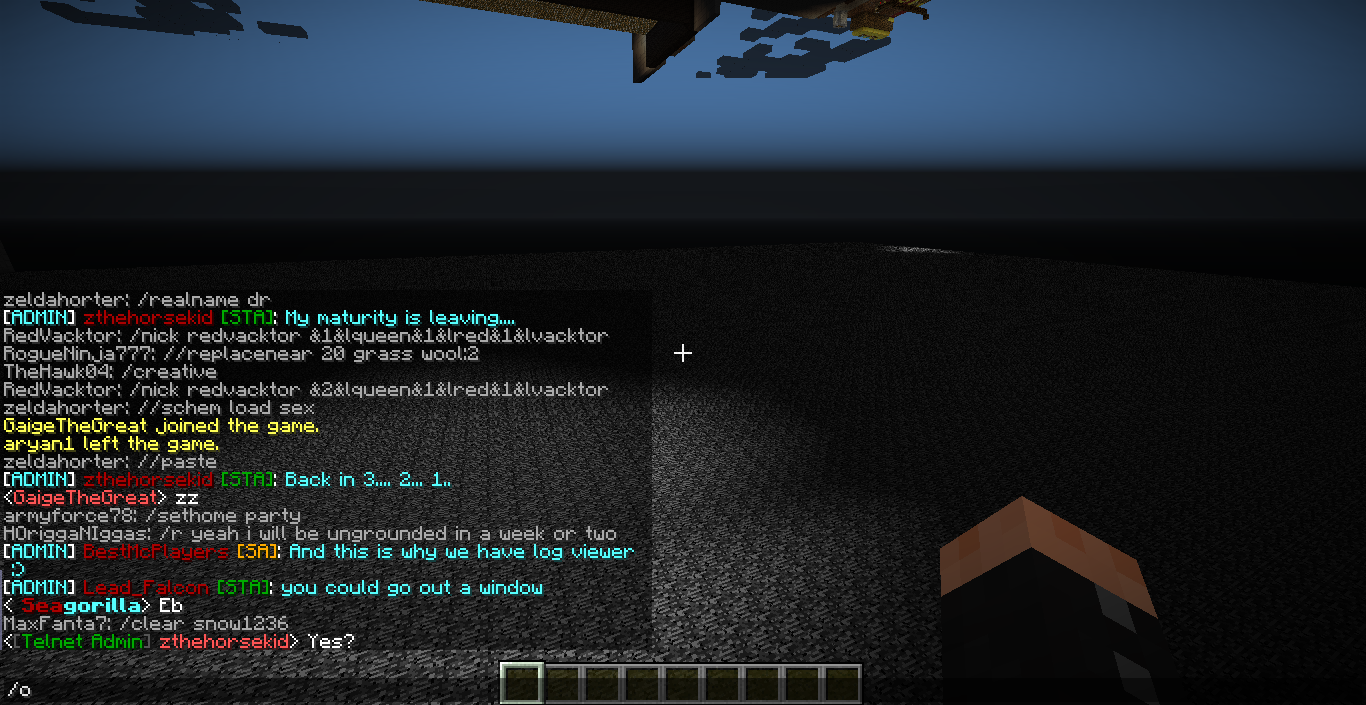 zeldahorter: /realname dr
[ADMIN] zthehorsekid [STA]: My maturity is leaving....
RedVacktor: /nick redvacktor &1&lqueen&1&lred&1&lvacktor
RogueNinja777: //replacenear 20 grass wool:2
TheHawk04: /creative
RedVacktor: /nick redvacktor &2&lqueen&1&lred&1&lvacktor
zeldahorter: //schem load sex
GaigeTheGreat joined the game.
aryan1 left the game.
zeldahorter: //paste
[ADMIN] zthehorsekid [STA]: Back in 3.... 2... 1..
<GaigeTheGreat> zz
armyforce78: /sethome party
HOriggaNIggas: /r yeah i will be ungrounded in a week or two
[ADMIN] BestMcPlayers [SA]: And this is why we have log viewer
:)
[ADMIN] Lead_Falcon [STA]: you could go out a window
< Seagorilla> Eb
MaxFanta7: /clear snow1236
<[Telnet Admin] zthehorsekid> Yes?
/o